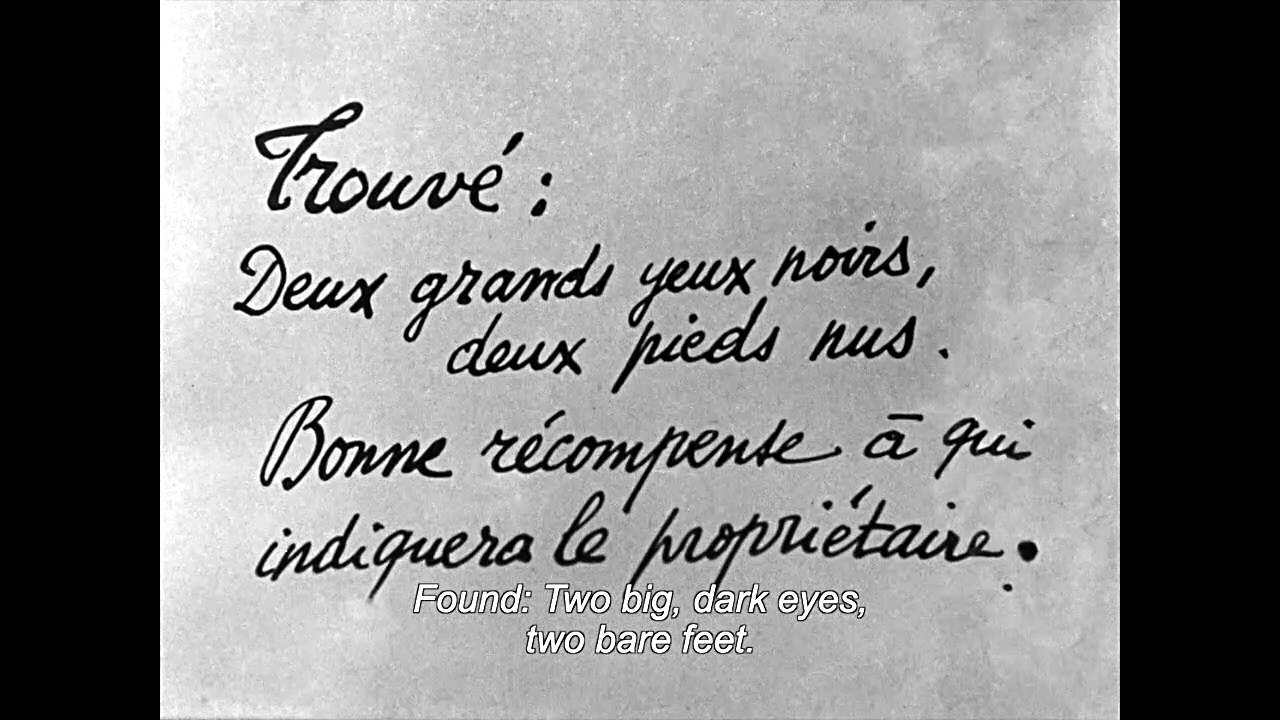 Trouvé :
Deux grands yeux noirs,
deux pieds nus.
Bonne récompense à qui
indiquera le propriétaire.
Found: Two big, dark eyes,
two bare feet.